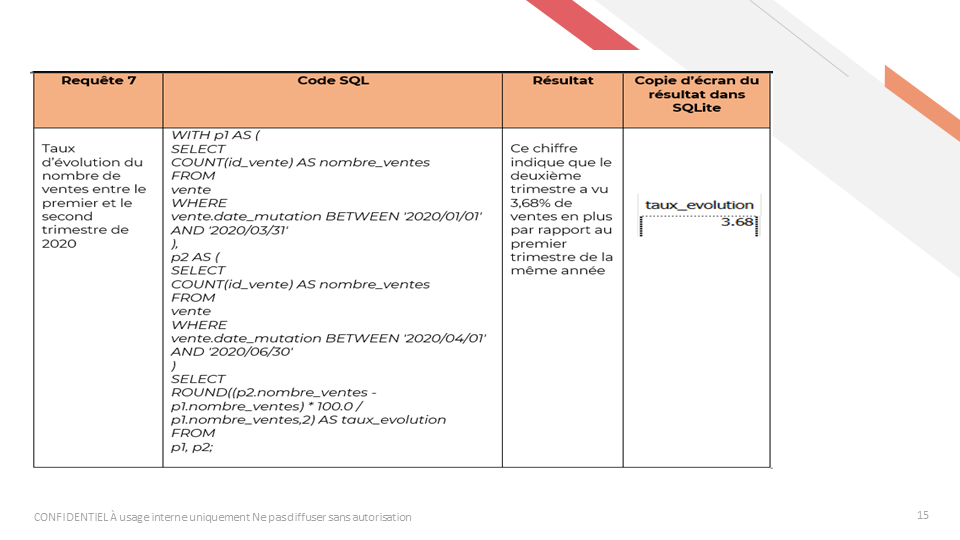 Requête 7
Code SQL
Résultat
Copie d'écran du
résultat dans
SQLite
Taux
d'évolution du
nombre de
ventes entre le
premier et le
second
trimestre de
2020
WITH p1 AS (
SELECT
COUNT(id_vente) AS nombre_ventes
FROM
vente
WHERE
vente.date_mutation BETWEEN '2020/01/01'
AND '2020/03/31'
),
p2 AS (
SELECT
COUNT(id_vente) AS nombre_ventes
FROM
vente
WHERE
vente.date_mutation BETWEEN '2020/04/01'
AND '2020/06/30'
)
SELECT
ROUND((p2.nombre_ventes -
p1.nombre_ventes) * 100.0 /
p1.nombre_ventes,2) AS taux_evolution
FROM
p1, p2;
Ce chiffre
indique que le
deuxième
trimestre a vu
3,68% de
ventes en plus
par rapport au
premier
trimestre de la
même année
taux_evolution
3.68
CONFIDENTIEL À usage interne uniquement Ne pas diffuser sans autorisation
15